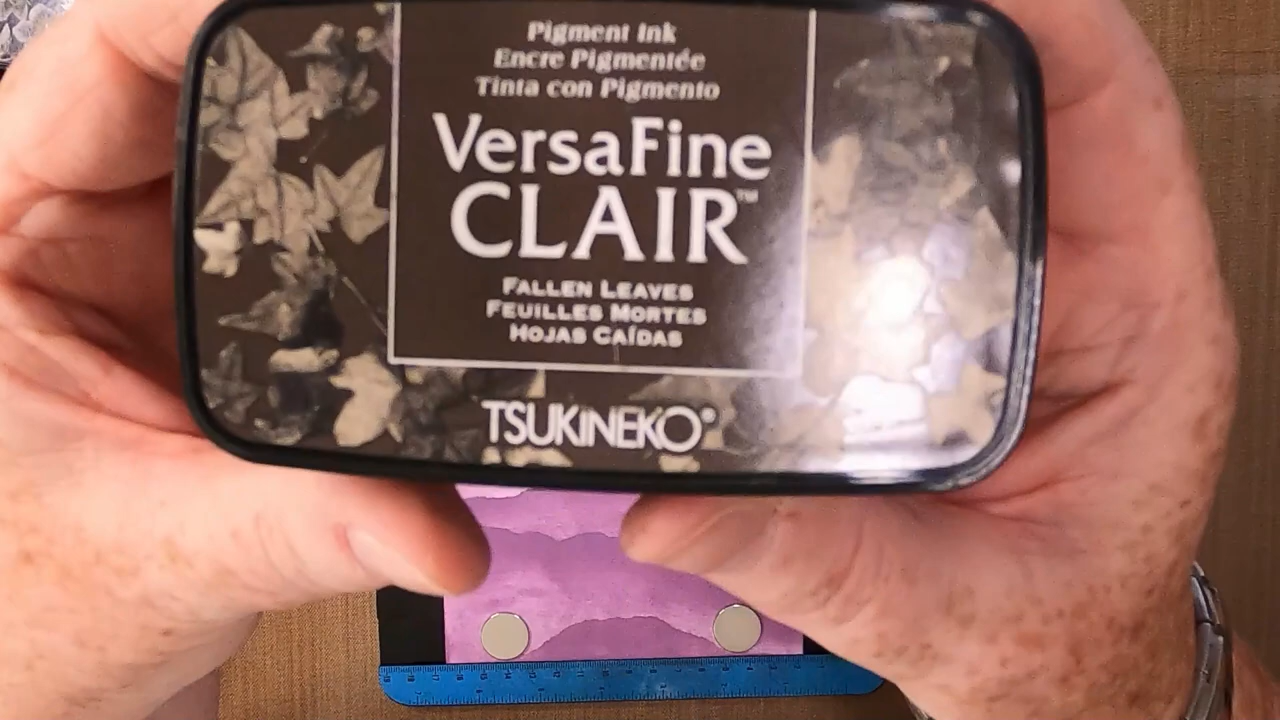 Pigment Ink
Encre Pigmentée
Tinta con Pigmento
VersaFine
CLAIR™
FALLEN LEAVES
FEUILLES MORTES
HOJAS CAÍDAS
TSUKINEKO®